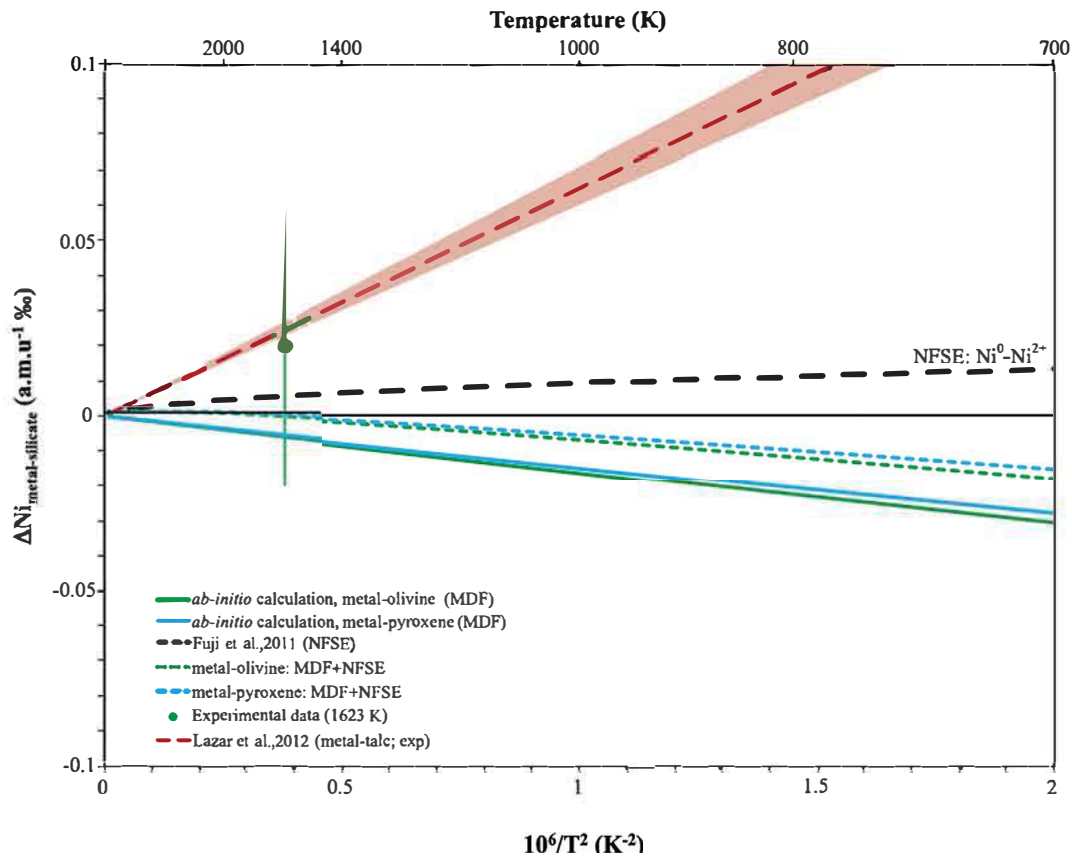 Temperature (K)
2000 1400 1000 800 700
0.1
0.05
0
-0.05
-0.1
ΔNi metal-silicate (a.m.u⁻¹ ‰)
NFSE: Ni⁰-Ni²⁺
ab-initio calculation, metal-olivine (MDF)
ab-initio calculation, metal-pyroxene (MDF)
Fuji et al.,2011 (NFSE)
metal-olivine: MDF+NFSE
metal-pyroxene: MDF+NFSE
Experimental data (1623 K)
Lazar et al.,2012 (metal-talc; exp)
0 0.5 1 1.5 2
10⁶/T² (K⁻²)